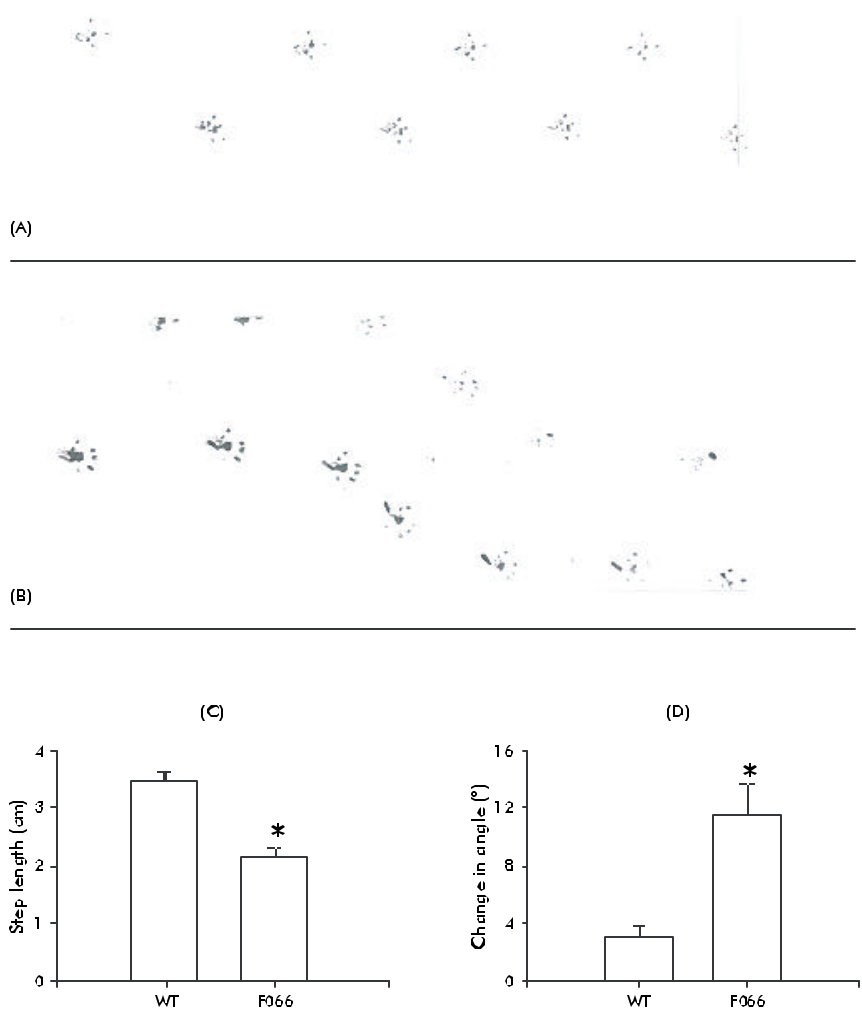 (A)
(B)
(C)
Step length (cm)
4
3
2
1
0
WT
F066
*
(D)
Change in angle (°)
16
12
8
4
0
WT
F066
*